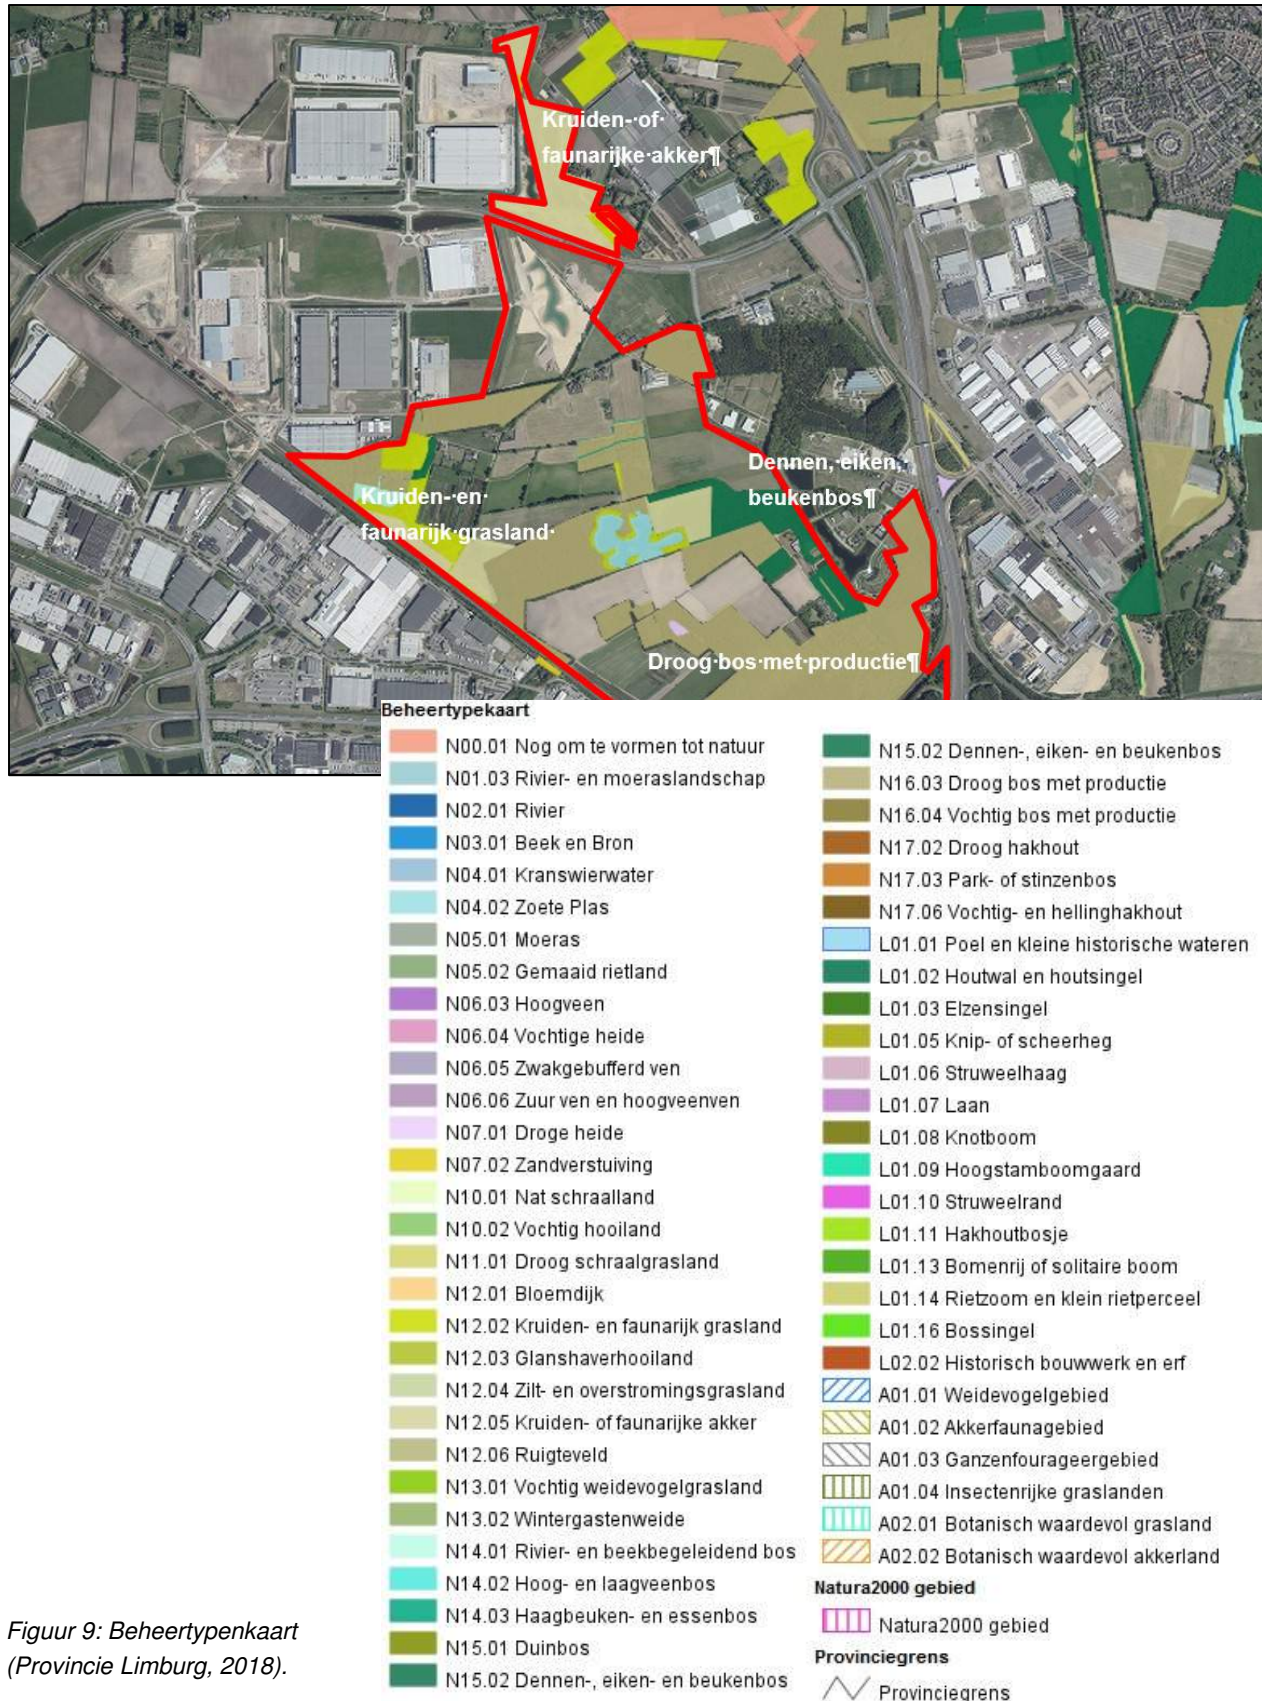 Kruiden-·of·
faunarijke·akker¶
Dennen,·eiken,
beukenbos¶
Kruiden-·en·
faunarijk·grasland·
Droog·bos·met·productie¶
Beheertypekaart
N00.01 Nog om te vormen tot natuur
N01.03 Rivier- en moeraslandschap
N02.01 Rivier
N03.01 Beek en Bron
N04.01 Kranswierwater
N04.02 Zoete Plas
N05.01 Moeras
N05.02 Gemaaid rietland
N06.03 Hoogveen
N06.04 Vochtige heide
N06.05 Zwakgebufferd ven
N06.06 Zuur ven en hoogveenven
N07.01 Droge heide
N07.02 Zandverstuiving
N10.01 Nat schraalland
N10.02 Vochtig hooiland
N11.01 Droog schraalgrasland
N12.01 Bloemdijk
N12.02 Kruiden- en faunarijk grasland
N12.03 Glanshaverhooiland
N12.04 Zilt- en overstromingsgrasland
N12.05 Kruiden- of faunarijke akker
N12.06 Ruigteveld
N13.01 Vochtig weidevogelgrasland
N13.02 Wintergastenweide
N14.01 Rivier- en beekbegeleidend bos
N14.02 Hoog- en laagveenbos
N14.03 Haagbeuken- en essenbos
N15.01 Duinbos
N15.02 Dennen-, eiken- en beukenbos
N15.02 Dennen-, eiken- en beukenbos
N16.03 Droog bos met productie
N16.04 Vochtig bos met productie
N17.02 Droog hakhout
N17.03 Park- of stinzenbos
N17.06 Vochtig- en hellinghakhout
L01.01 Poel en kleine historische wateren
L01.02 Houtwal en houtsingel
L01.03 Elzensingel
L01.05 Knip- of scheerheg
L01.06 Struweelhaag
L01.07 Laan
L01.08 Knotboom
L01.09 Hoogstamboomgaard
L01.10 Struweelrand
L01.11 Hakhoutbosje
L01.13 Bomenrij of solitaire boom
L01.14 Rietzoom en klein rietperceel
L01.16 Bossingel
L02.02 Historisch bouwwerk en erf
A01.01 Weidevogelgebied
A01.02 Akkerfaunagebied
A01.03 Ganzenfourageergebied
A01.04 Insectenrijke graslanden
A02.01 Botanisch waardevol grasland
A02.02 Botanisch waardevol akkerland
Natura2000 gebied
Natura2000 gebied
Provinciegrens
Provinciegrens
Figuur 9: Beheertypenkaart
(Provincie Limburg, 2018).